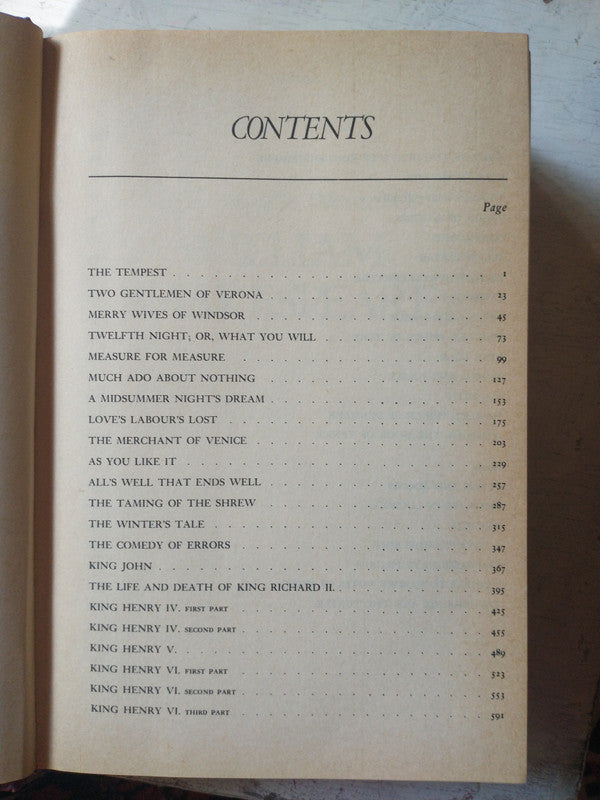 CONTENTS
Page
THE TEMPEST . . . . . . . . . . . . . . . 1
TWO GENTLEMEN OF VERONA . . . . . . . . . . . 23
MERRY WIVES OF WINDSOR . . . . . . . . . . . . 45
TWELFTH NIGHT; OR, WHAT YOU WILL . . . . . . . . 73
MEASURE FOR MEASURE . . . . . . . . . . . . 99
MUCH ADO ABOUT NOTHING . . . . . . . . . . . 127
A MIDSUMMER NIGHT'S DREAM . . . . . . . . . . . 153
LOVE'S LABOUR'S LOST . . . . . . . . . . . . . 175
THE MERCHANT OF VENICE . . . . . . . . . . . . 203
AS YOU LIKE IT . . . . . . . . . . . . . . . 229
ALL'S WELL THAT ENDS WELL . . . . . . . . . . . 257
THE TAMING OF THE SHREW . . . . . . . . . . . 287
THE WINTER'S TALE . . . . . . . . . . . . . 315
THE COMEDY OF ERRORS . . . . . . . . . . . . 347
KING JOHN . . . . . . . . . . . . . . . . 367
THE LIFE AND DEATH OF KING RICHARD II. . . . . . . . . 395
KING HENRY IV. FIRST PART . . . . . . . . . . . . 425
KING HENRY IV. SECOND PART . . . . . . . . . . . . 455
KING HENRY V. . . . . . . . . . . . . . . . 489
KING HENRY VI. FIRST PART . . . . . . . . . . . . 523
KING HENRY VI. SECOND PART . . . . . . . . . . . . 553
KING HENRY VI. THIRD PART . . . . . . . . . . . . 591